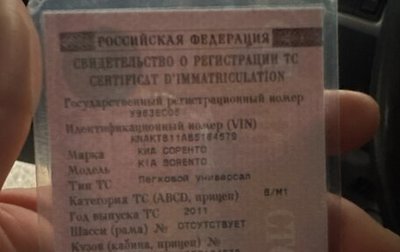 РОССИЙСКАЯ ФЕДЕРАЦИЯ
СВИДЕТЕЛЬСТВО О РЕГИСТРАЦИИ ТС
CERTIFICAT D'IMMATRICULATION
Государственный регистрационный номер
Идентификационный номер (VIN)
Марка КИА СОРЕНТО
Модель KIA SORENTO
Тип ТС Легковой универсал
Категория ТС (ABCD, прицеп) B/M1
Год выпуска ТС 2011
Шасси (рама) № ОТСУТСТВУЕТ
Кузов (кабина, прицеп) №